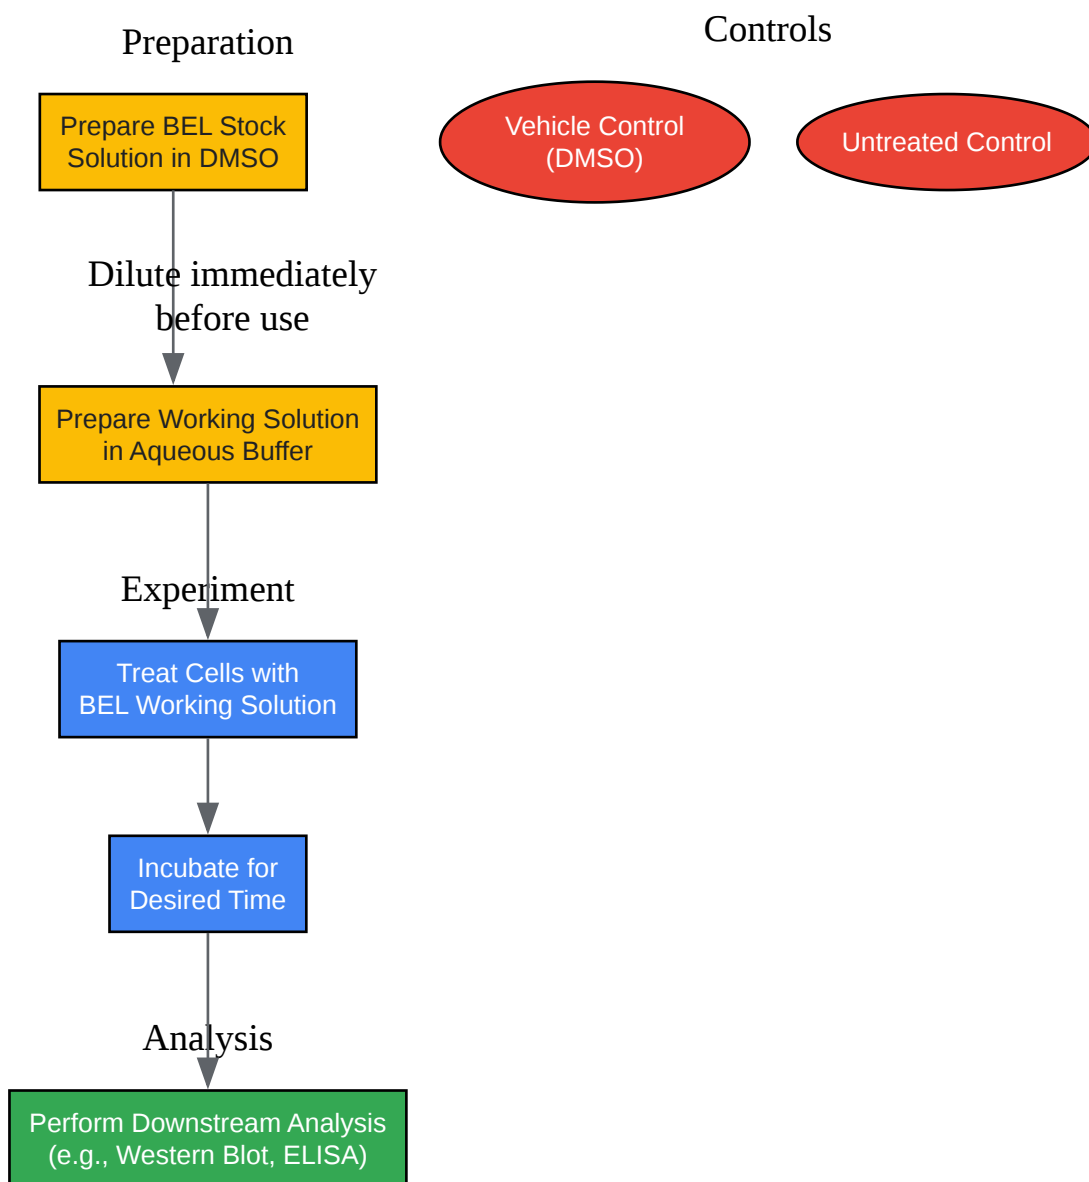 Preparation
Prepare BEL Stock
Solution in DMSO
Dilute immediately
before use
Prepare Working Solution
in Aqueous Buffer
Experiment
Treat Cells with
BEL Working Solution
Incubate for
Desired Time
Analysis
Perform Downstream Analysis
(e.g., Western Blot, ELISA)
Controls
Vehicle Control
(DMSO)
Untreated Control